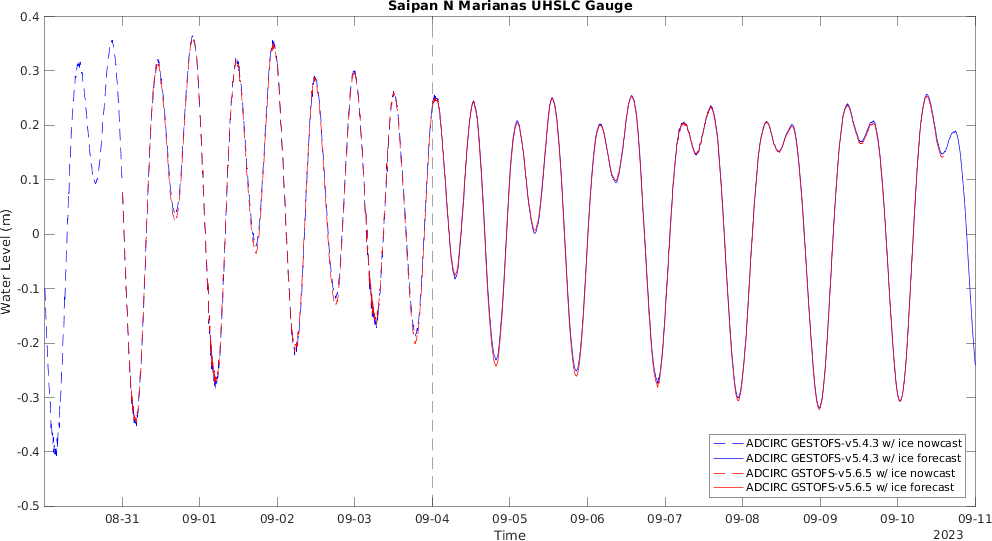 Saipan N Marianas UHSLC Gauge
0.4
0.3
0.2
0.1
0
-0.1
-0.2
-0.3
-0.4
-0.5
Water Level (m)
ADCIRC GESTOFS-v5.4.3 w/ ice nowcast
ADCIRC GESTOFS-v5.4.3 w/ ice forecast
ADCIRC GSTOFS-v5.6.5 w/ ice nowcast
ADCIRC GSTOFS-v5.6.5 w/ ice forecast
08-31 09-01 09-02 09-03 09-04 09-05 09-06 09-07 09-08 09-09 09-10 09-11
Time
2023